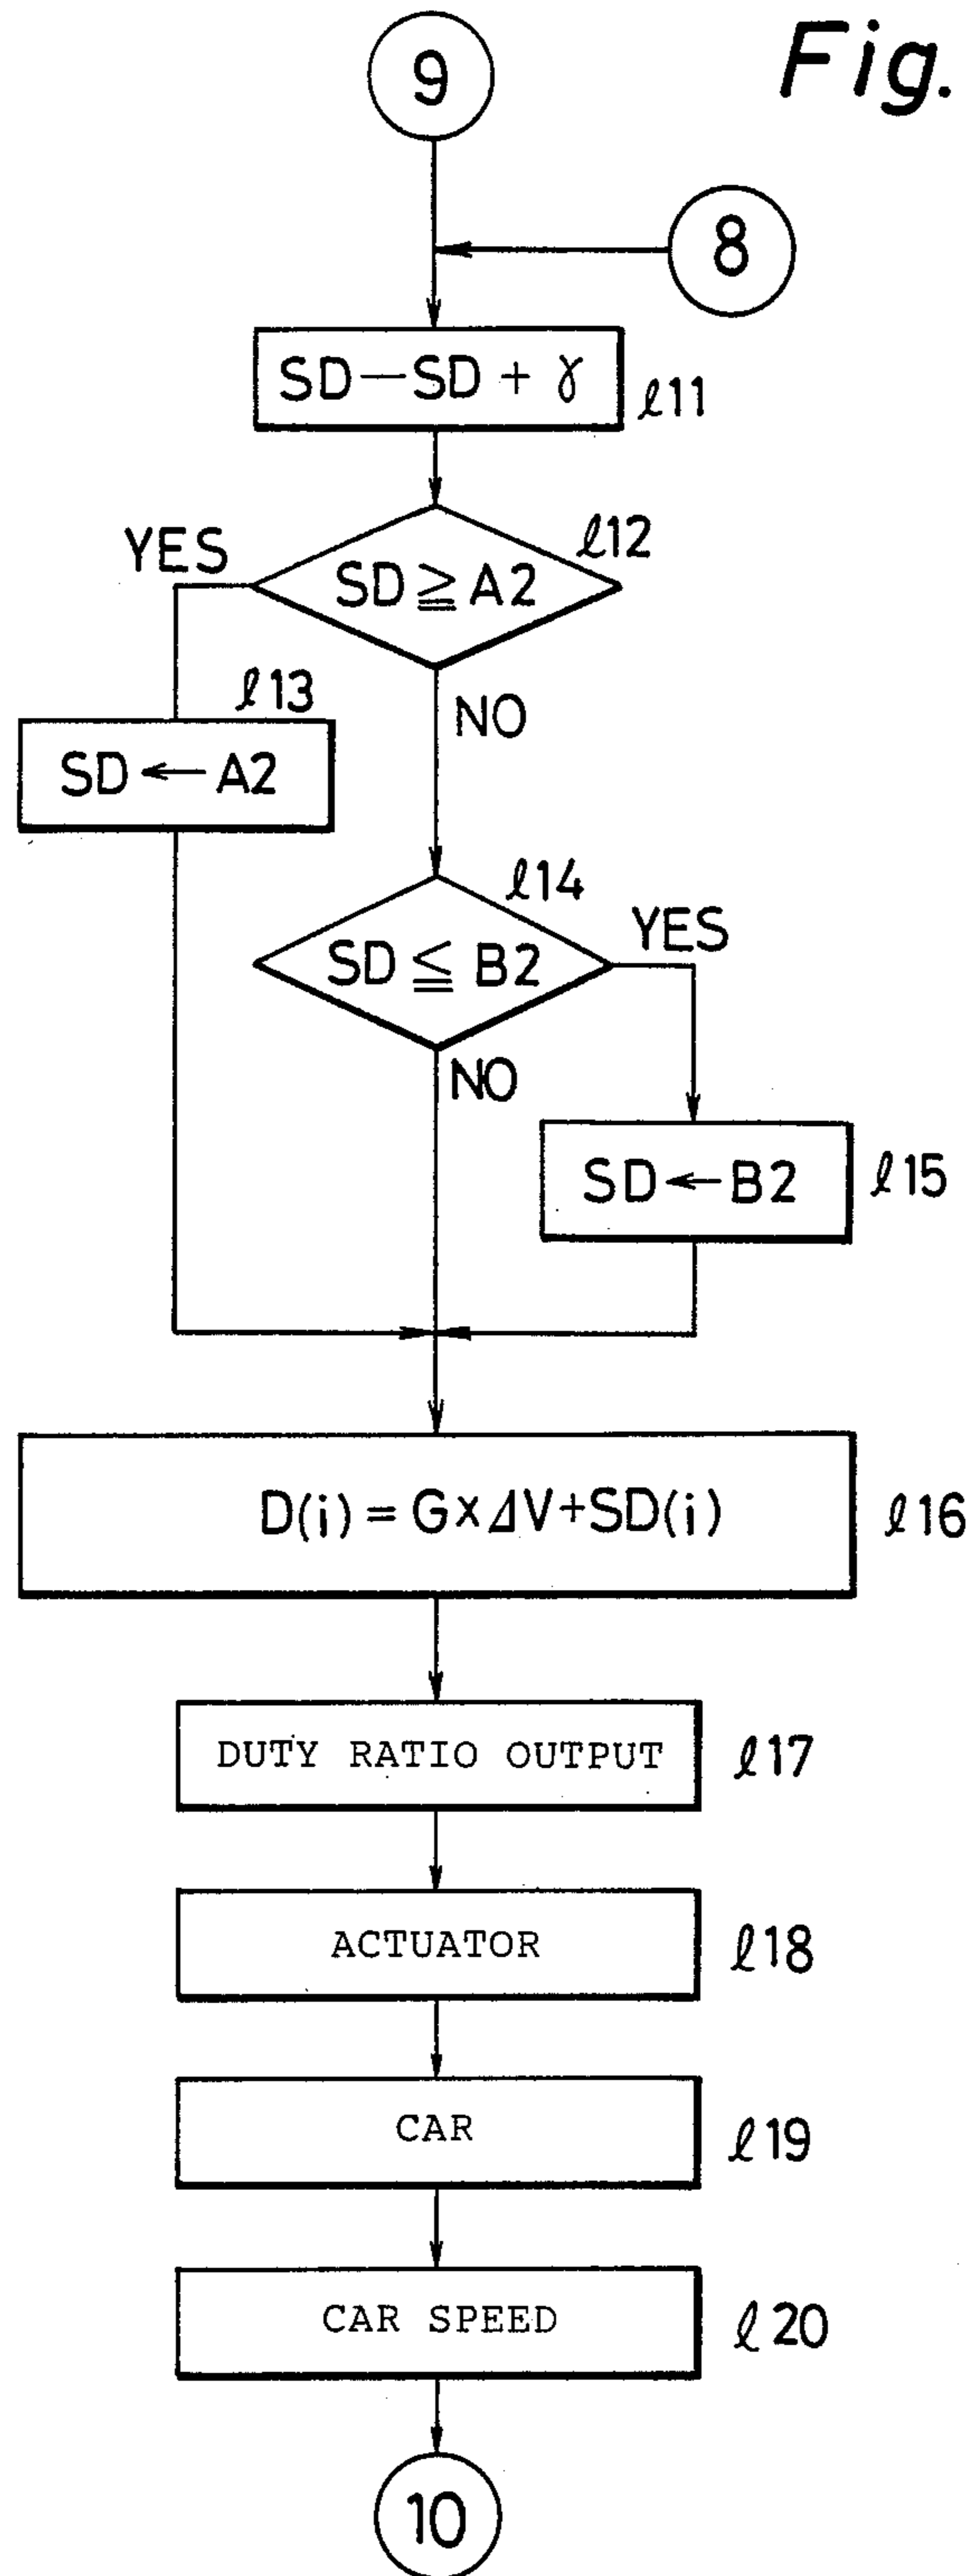 Fig.
9
8
SD—SD + γ
ℓ11
ℓ12
YES
SD ≧ A2
ℓ13
NO
SD ← A2
ℓ14
YES
SD ≦ B2
NO
SD ← B2
ℓ15
D(i) = G×ΔV+SD(i)
ℓ16
DUTY RATIO OUTPUT
ℓ17
ACTUATOR
ℓ18
CAR
ℓ19
CAR SPEED
ℓ20
10